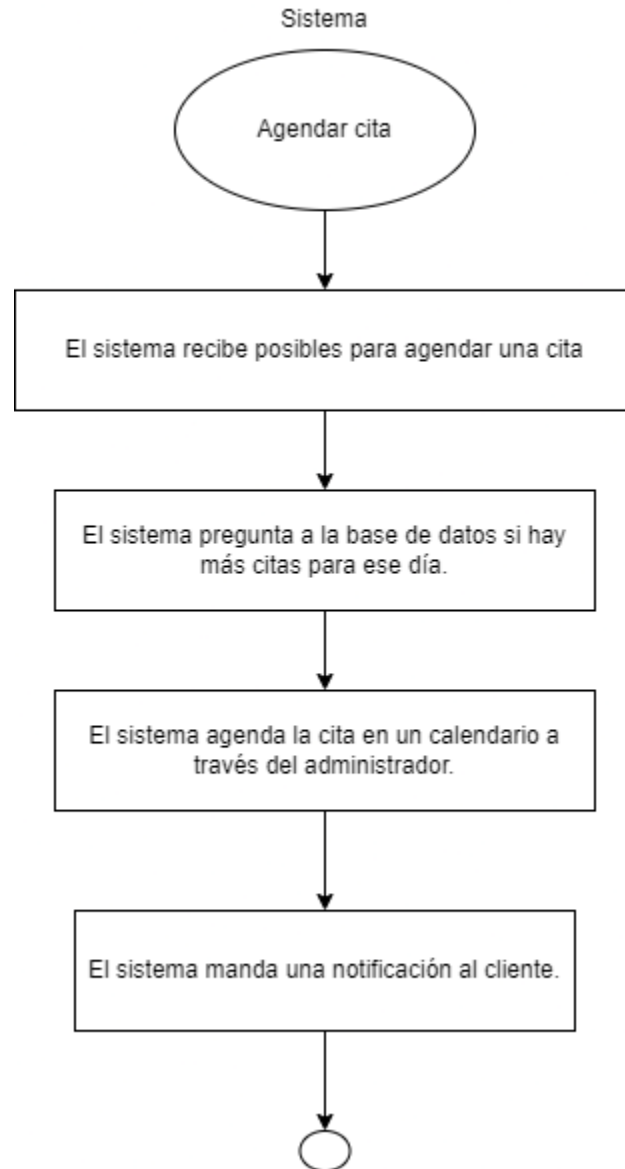 Sistema
Agendar cita
El sistema recibe posibles para agendar una cita
El sistema pregunta a la base de datos si hay
más citas para ese día.
El sistema agenda la cita en un calendario a
través del administrador.
El sistema manda una notificación al cliente.